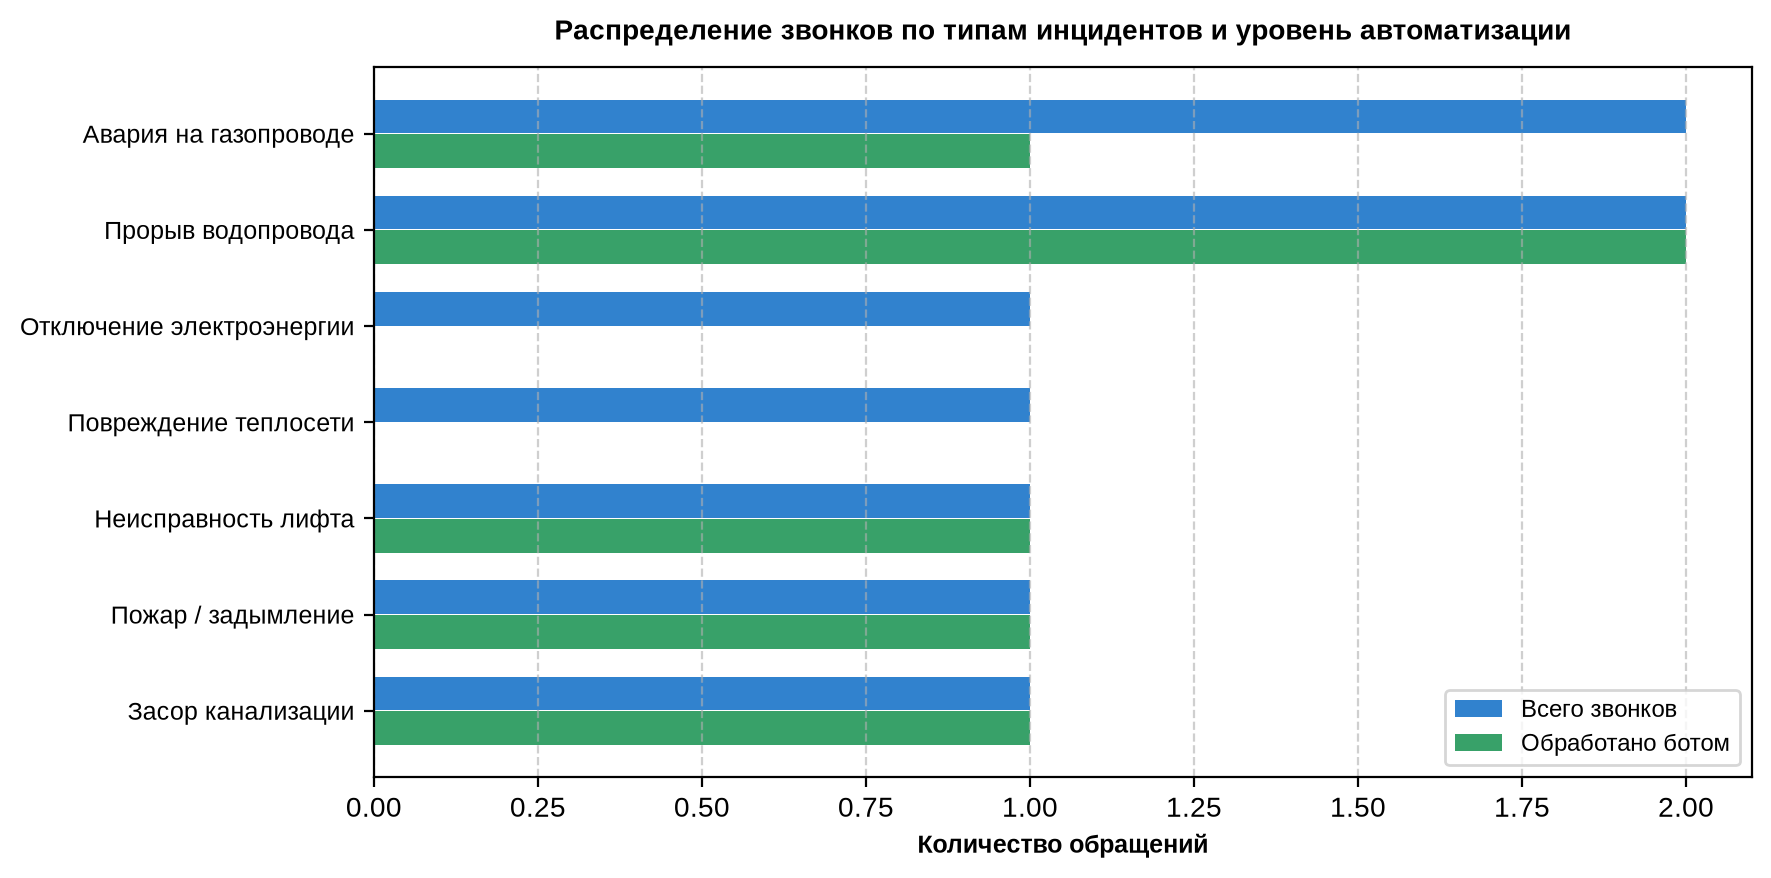 Распределение звонков по типам инцидентов и уровень автоматизации
Авария на газопроводе
Прорыв водопровода
Отключение электроэнергии
Повреждение теплосети
Неисправность лифта
Пожар / задымление
Засор канализации
Всего звонков
Обработано ботом
0.00 0.25 0.50 0.75 1.00 1.25 1.50 1.75 2.00
Количество обращений